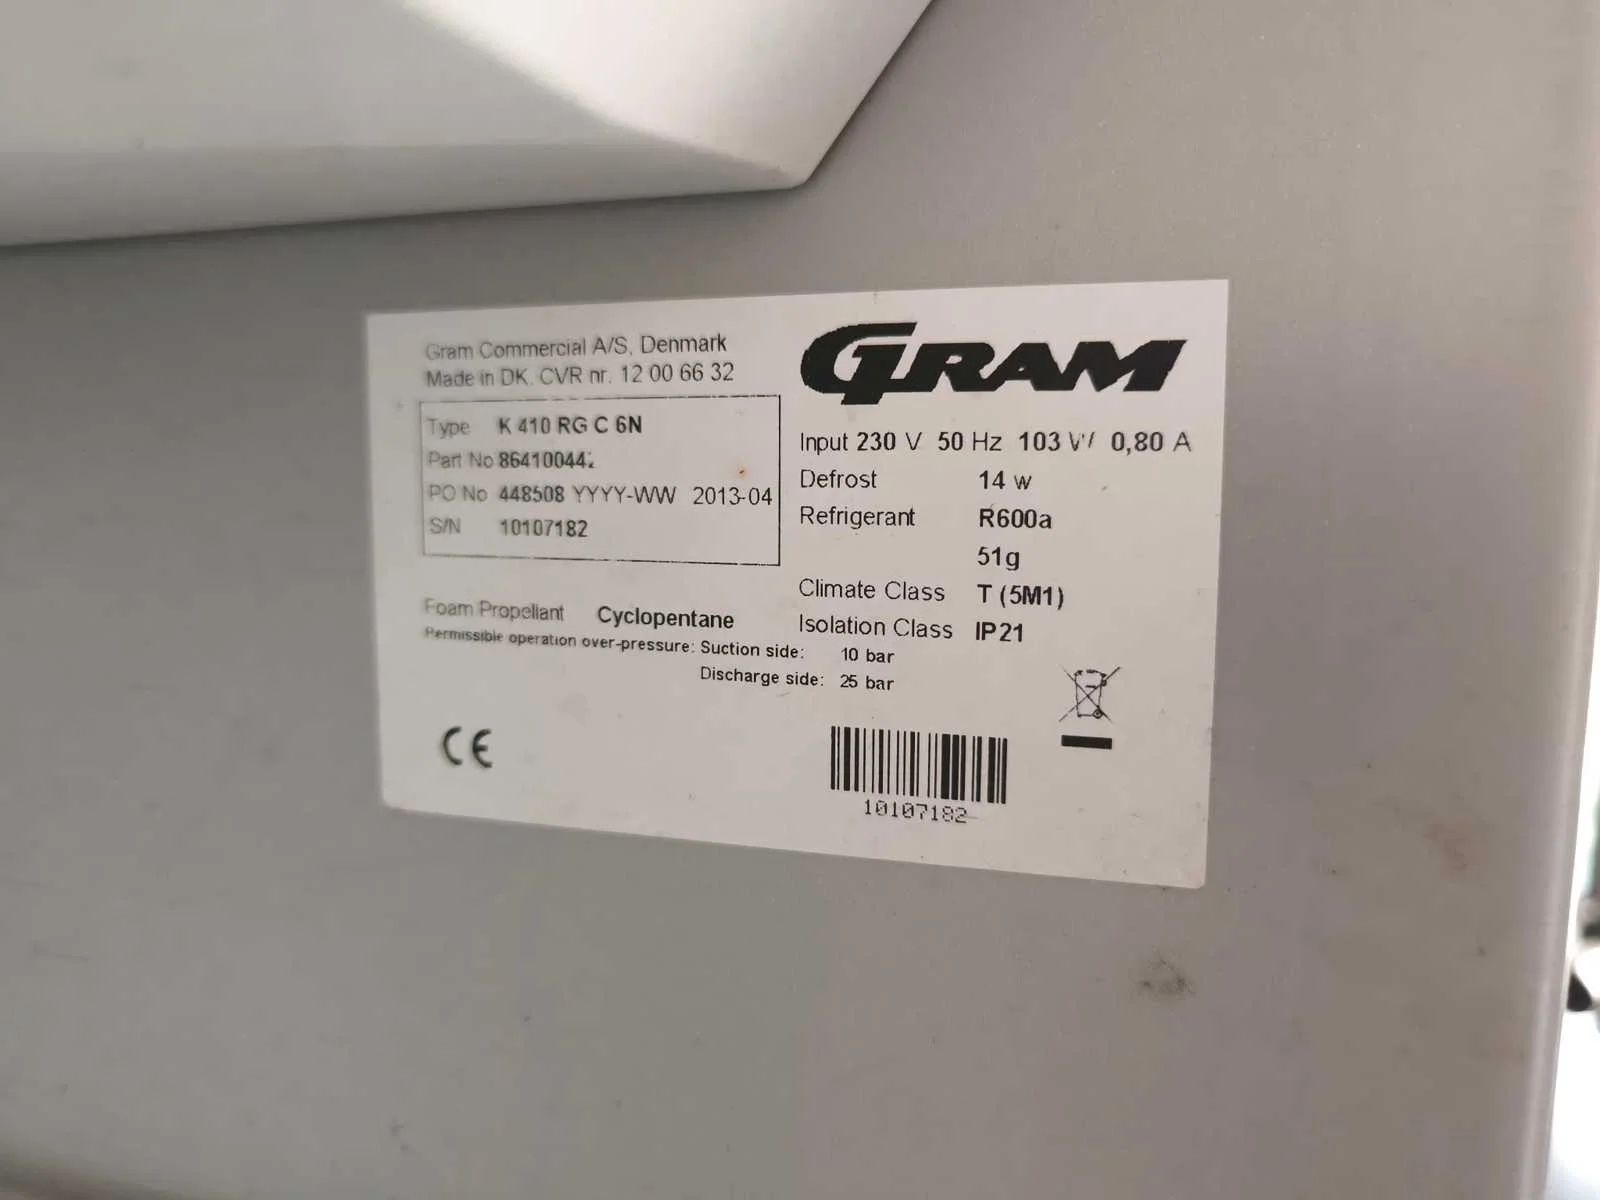 Gram Commercial A/S, Denmark
Made in DK. CVR nr. 12 00 66 32
GRAM
Type K 410 RG C 6N
Part No 864100442
PO No 448508 YYYY-WW 2013-04
S/N 10107182
Input 230 V 50 Hz 103 W 0,80 A
Defrost 14 w
Refrigerant R600a
51g
Climate Class T (5M1)
Isolation Class IP21
Foam Propellant Cyclopentane
Permissible operation over-pressure: Suction side: 10 bar
Discharge side: 25 bar
CE
10107182